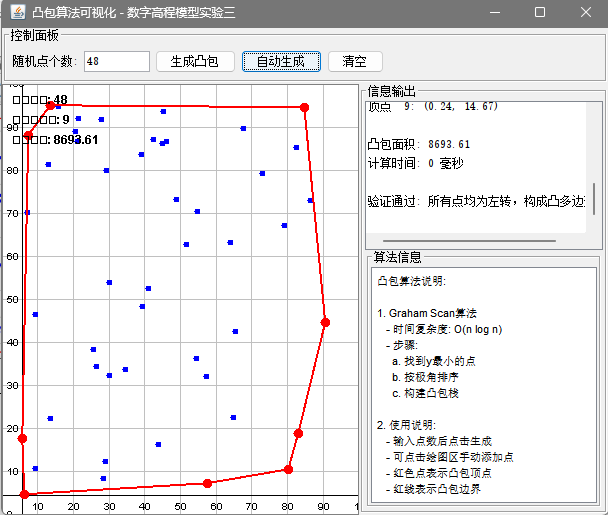 凸包算法可视化 - 数字高程模型实验三
控制面板
随机点个数: 48 生成凸包 自动生成 清空
□□□□: 48
□□□□□: 9
□□□□: 8693.61
90
80
70
60
50
40
30
20
10
0
10 20 30 40 50 60 70 80 90
信息输出
顶点 9: (0.24, 14.67)
凸包面积: 8693.61
计算时间: 0 毫秒
验证通过: 所有点均为左转，构成凸多边
算法信息
凸包算法说明:
1. Graham Scan算法
- 时间复杂度: O(n log n)
- 步骤:
a. 找到y最小的点
b. 按极角排序
c. 构建凸包栈
2. 使用说明:
- 输入点数后点击生成
- 可点击绘图区手动添加点
- 红色点表示凸包顶点
- 红线表示凸包边界